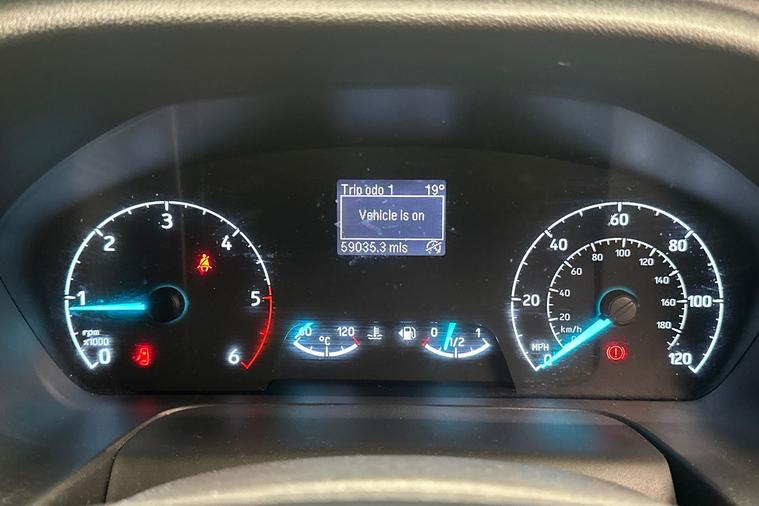 Trip odo 1 19°
Vehicle is on
59035.3 mls
0 1 2 3 4 5 6
rpm
x1000
60 120
°C
0 1/2 1
0 20 40 60 80 100 120
MPH
20 40 60 80 100 120 140 160 180
km/h